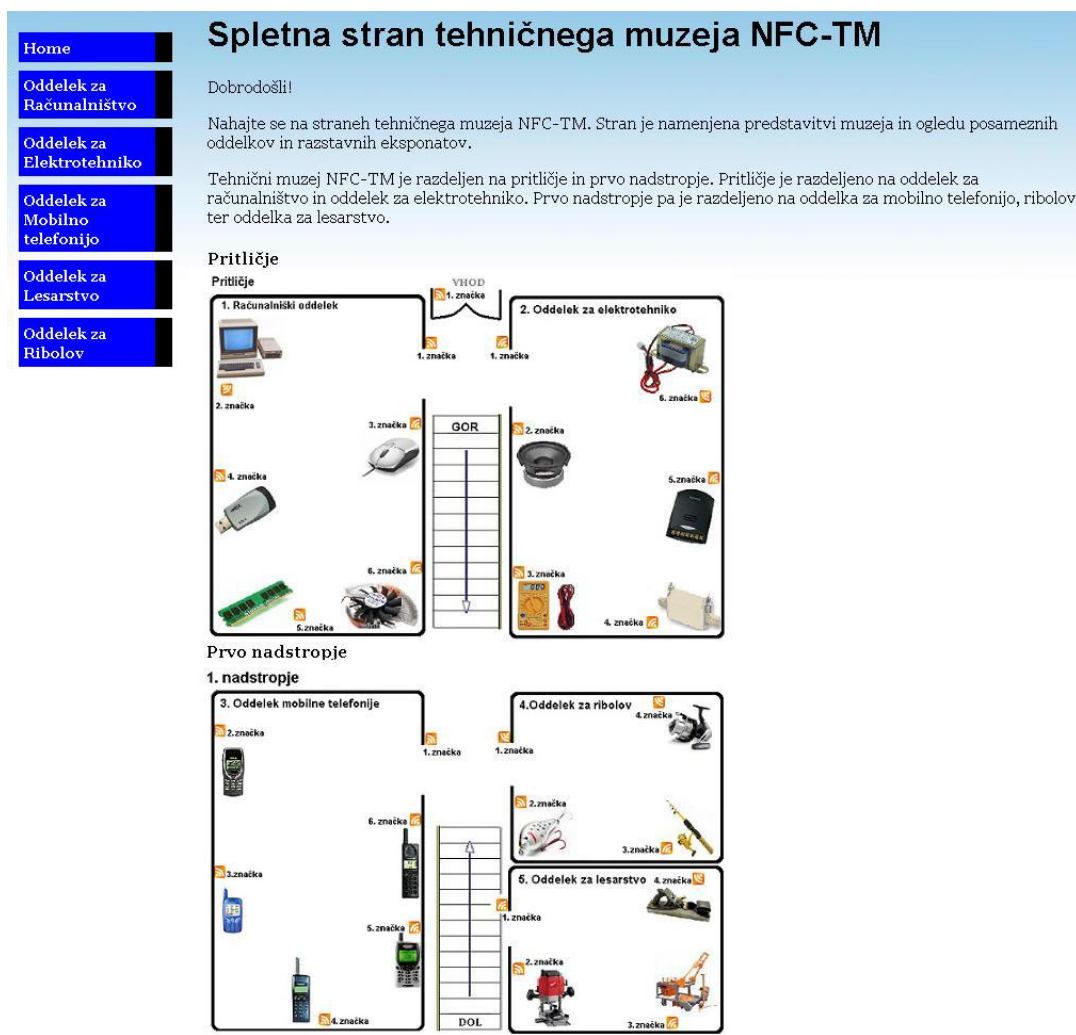 Home
Oddelek za
Računalništvo
Oddelek za
Elektrotehniko
Oddelek za
Mobilno
telefonijo
Oddelek za
Lesarstvo
Oddelek za
Ribolov
Spletna stran tehničnega muzeja NFC-TM
Dobrodošli!
Nahajte se na straneh tehničnega muzeja NFC-TM. Stran je namenjena predstavitvi muzeja in ogledu posameznih
oddelkov in razstavnih eksponatov.
Tehnični muzej NFC-TM je razdeljen na pritličje in prvo nadstropje. Pritličje je razdeljeno na oddelek za
računalništvo in oddelek za elektrotehniko. Prvo nadstropje pa je razdeljeno na oddelka za mobilno telefonijo, ribolov
ter oddelka za lesarstvo.
Pritličje
Pritličje
VHOD
1. značka
1. Računalniški oddelek
2. Oddelek za elektrotehniko
1. značka
1. značka
2. značka
6. značka
3. značka
GOR
2. značka
4. značka
5.značka
6. značka
3. značka
5.značka
4. značka
Prvo nadstropje
1. nadstropje
3. Oddelek mobilne telefonije
4.Oddelek za ribolov
4.značka
2.značka
1. značka
1.značka
2.značka
6. značka
3.značka
3.značka
5. Oddelek za lesarstvo
4. značka
1. značka
5.značka
2.značka
4.značka
DOL
3.značka